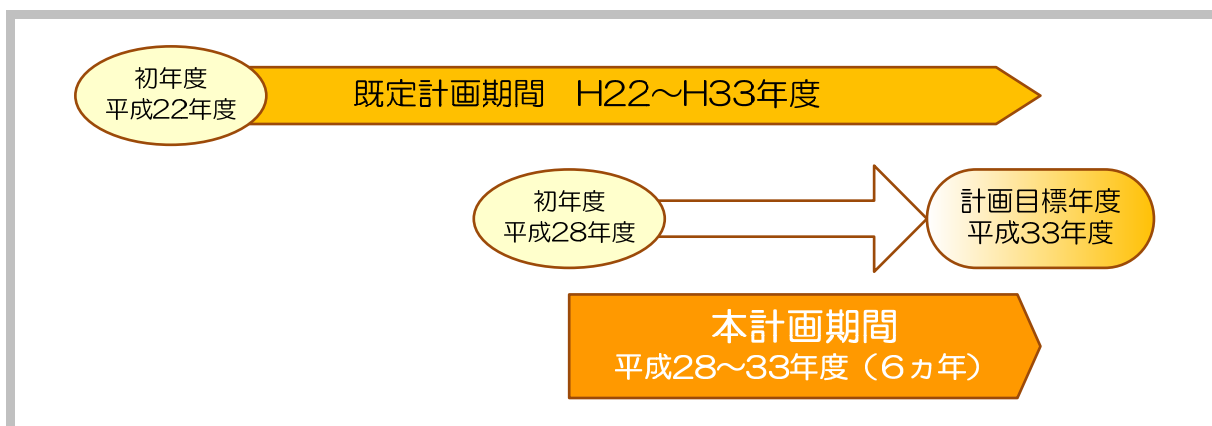 初年度
平成22年度
既定計画期間　H22～H33年度
初年度
平成28年度
計画目標年度
平成33年度
本計画期間
平成28～33年度（6ヵ年）